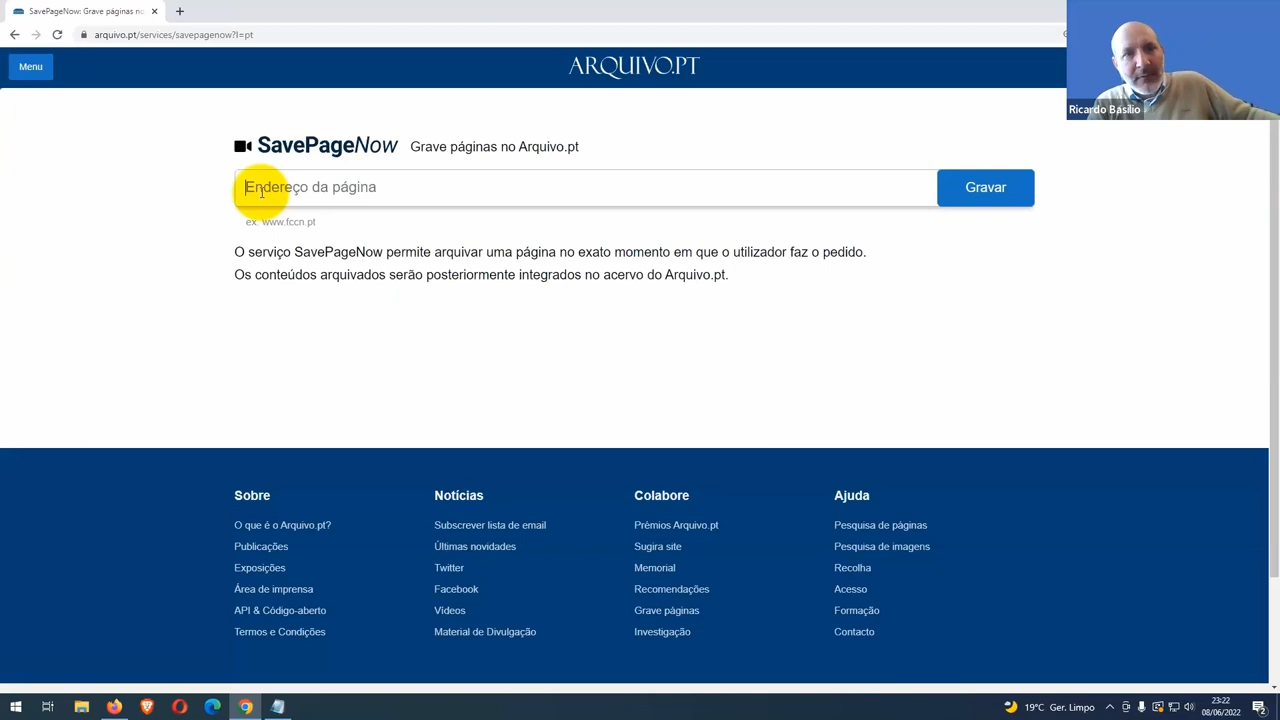 SavePageNow: Grave páginas no
arquivo.pt/services/savepagenow?l=pt
Menu
ARQUIVO.PT
Ricardo Basílio
SavePageNow Grave páginas no Arquivo.pt
Endereço da página
Gravar
ex: www.fccn.pt
O serviço SavePageNow permite arquivar uma página no exato momento em que o utilizador faz o pedido.
Os conteúdos arquivados serão posteriormente integrados no acervo do Arquivo.pt.
Sobre
O que é o Arquivo.pt?
Publicações
Exposições
Área de imprensa
API & Código-aberto
Termos e Condições
Notícias
Subscrever lista de email
Últimas novidades
Twitter
Facebook
Vídeos
Material de Divulgação
Colabore
Prémios Arquivo.pt
Sugira site
Memorial
Recomendações
Grave páginas
Investigação
Ajuda
Pesquisa de páginas
Pesquisa de imagens
Recolha
Acesso
Formação
Contacto
19°C Ger. Limpo
23:22
08/06/2022
2